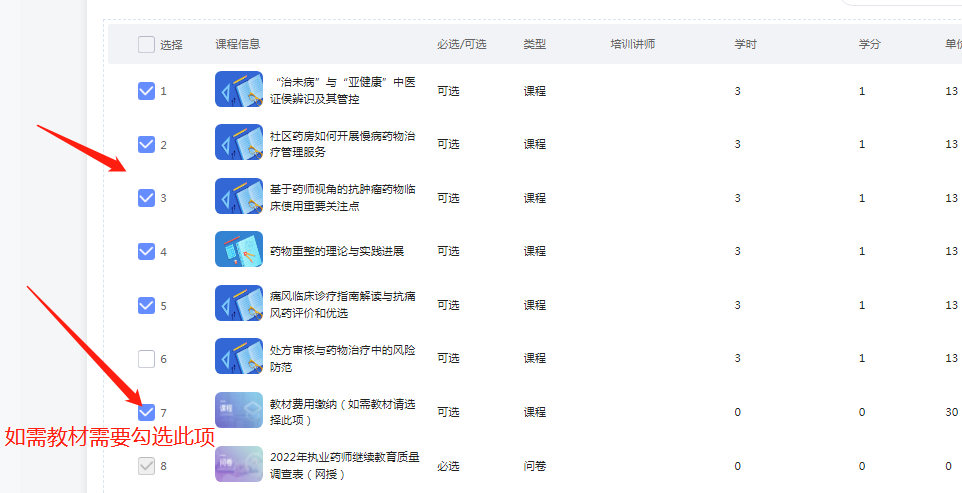 选择 课程信息 必选/可选 类型 培训讲师 学时 学分 单价
1 “治未病”与“亚健康”中医 可选 课程 3 1 13
证侯辨识及其管控
2 社区药房如何开展慢病药物治 可选 课程 3 1 13
疗管理服务
3 基于药师视角的抗肿瘤药物临 可选 课程 3 1 13
床使用重要关注点
4 药物重整的理论与实践进展 可选 课程 3 1 13
5 痛风临床诊疗指南解读与抗痛 可选 课程 3 1 13
风药评价和优选
6 处方审核与药物治疗中的风险 可选 课程 3 1 13
防范
7 课程 教材费用缴纳（如需教材请选 可选 课程 0 0 30
择此项）
如需教材需要勾选此项
8 问卷 2022年执业药师继续教育质量 必选 问卷 0 0 0
调查表（网授）